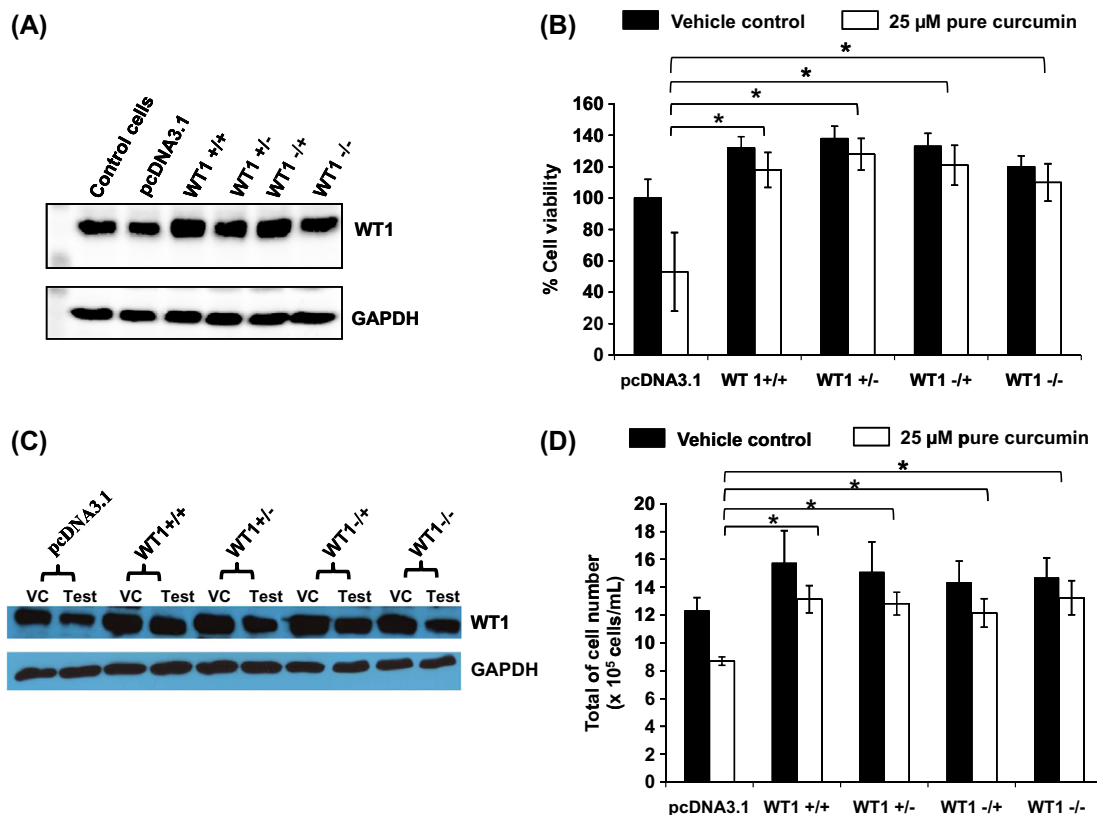 (A)
Control cells
pcDNA3.1
WT1 +/+
WT1 +/-
WT1 -/+
WT1 -/-
WT1
GAPDH
(B)
Vehicle control
25 µM pure curcumin
*
*
*
*
% Cell viability
160
140
120
100
80
60
40
20
0
pcDNA3.1
WT 1+/+
WT1 +/-
WT1 -/+
WT1 -/-
(C)
pcDNA3.1
WT1+/+
WT1+/-
WT1-/+
WT1-/-
VC Test VC Test VC Test VC Test VC Test
WT1
GAPDH
(D)
Vehicle control
25 µM pure curcumin
*
*
*
*
Total of cell number
(x 10⁵ cells/mL)
20
18
16
14
12
10
8
6
4
2
0
pcDNA3.1
WT1 +/+
WT1 +/-
WT1 -/+
WT1 -/-